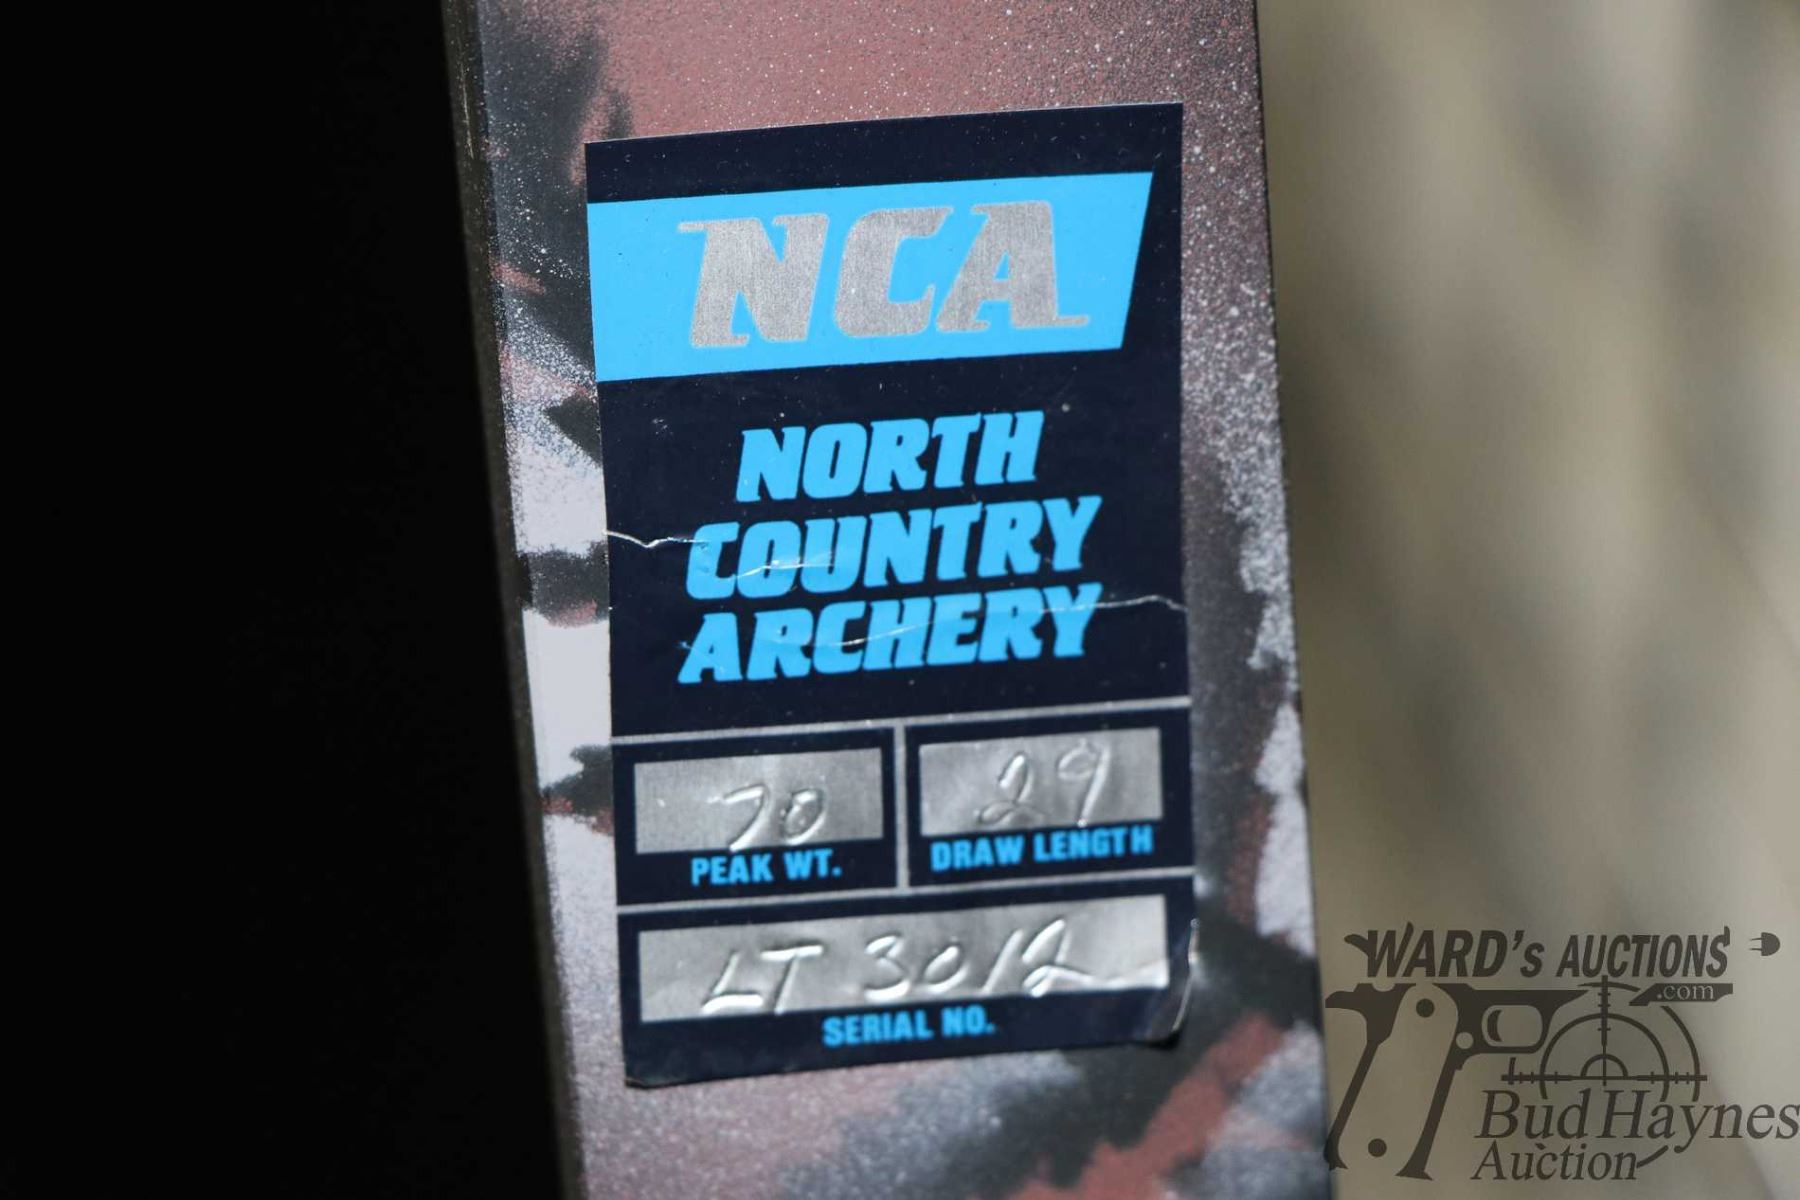 NCA
NORTH
COUNTRY
ARCHERY
70
PEAK WT.
29
DRAW LENGTH
LT 3012
SERIAL NO.
WARD's AUCTIONS
.com
Bud Haynes
Auction